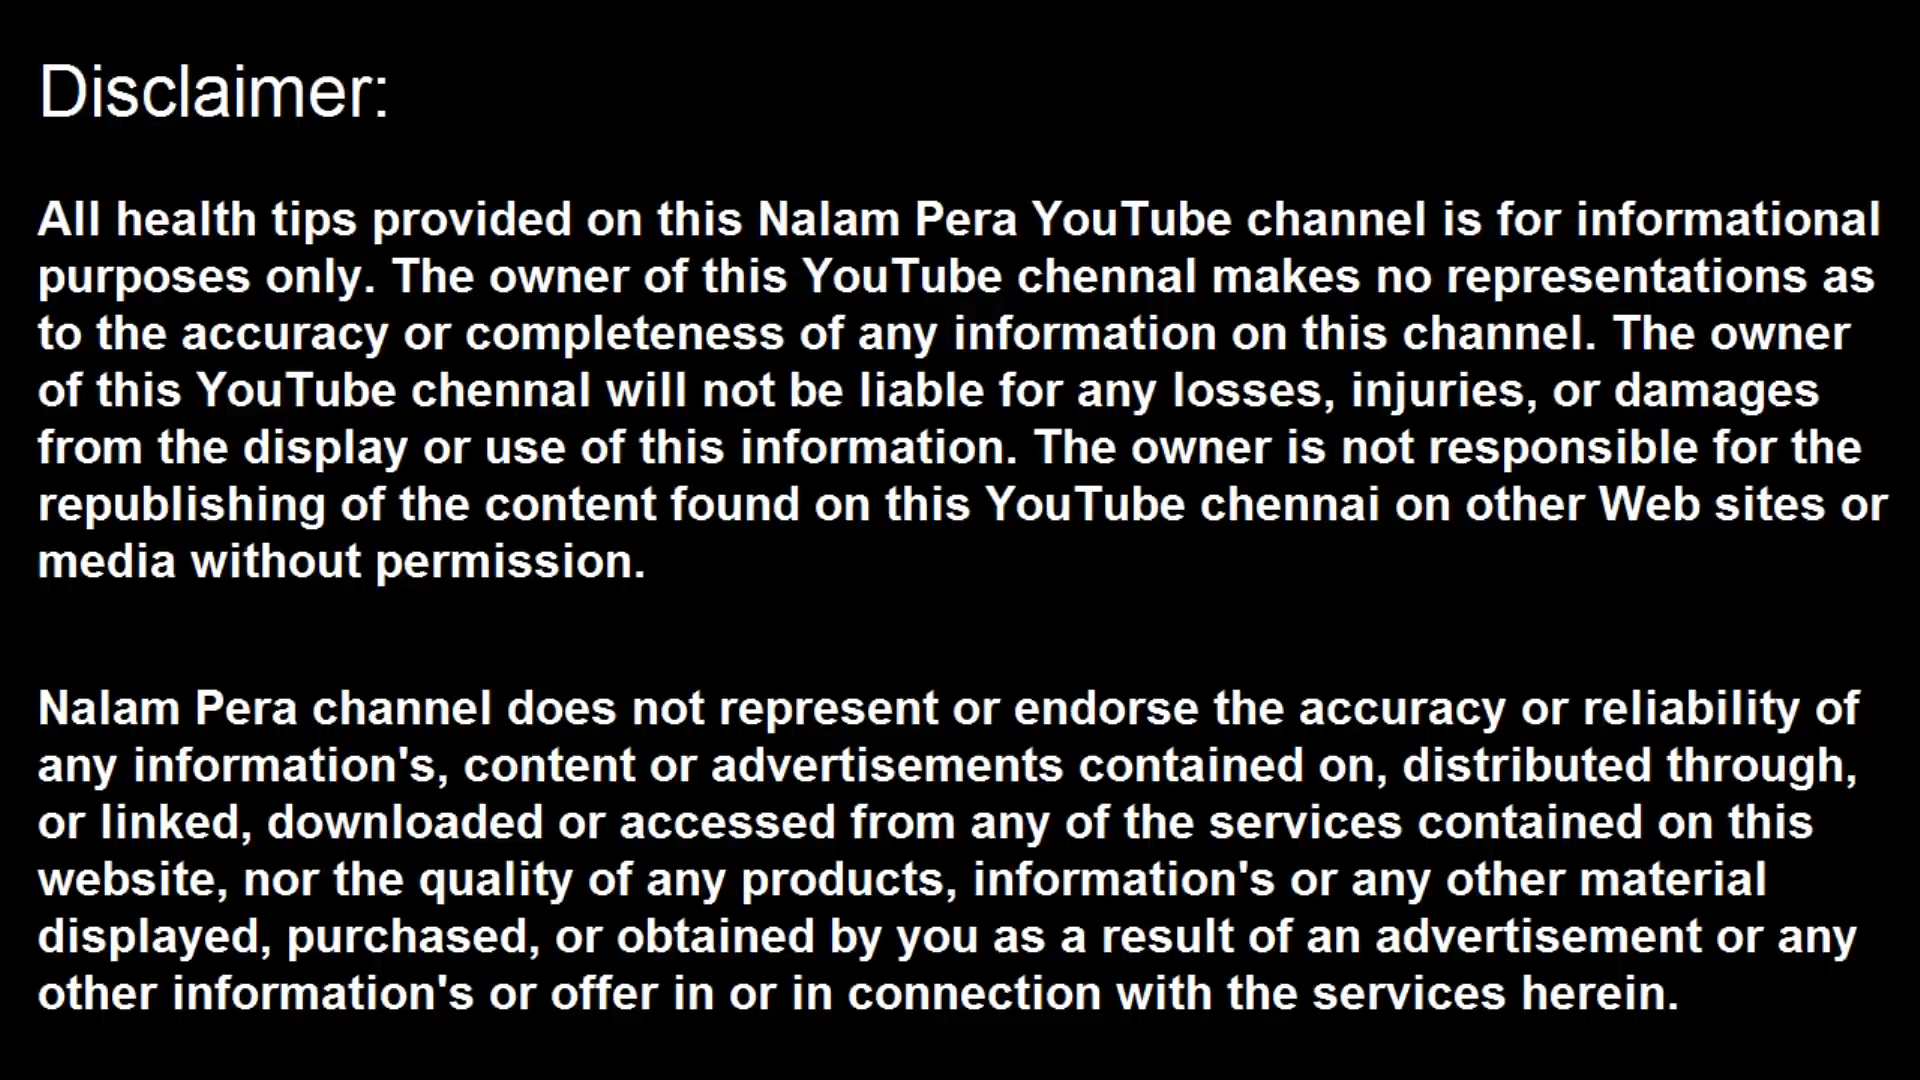 Disclaimer:
All health tips provided on this Nalam Pera YouTube channel is for informational
purposes only. The owner of this YouTube chennal makes no representations as
to the accuracy or completeness of any information on this channel. The owner
of this YouTube chennal will not be liable for any losses, injuries, or damages
from the display or use of this information. The owner is not responsible for the
republishing of the content found on this YouTube chennai on other Web sites or
media without permission.
Nalam Pera channel does not represent or endorse the accuracy or reliability of
any information's, content or advertisements contained on, distributed through,
or linked, downloaded or accessed from any of the services contained on this
website, nor the quality of any products, information's or any other material
displayed, purchased, or obtained by you as a result of an advertisement or any
other information's or offer in or in connection with the services herein.